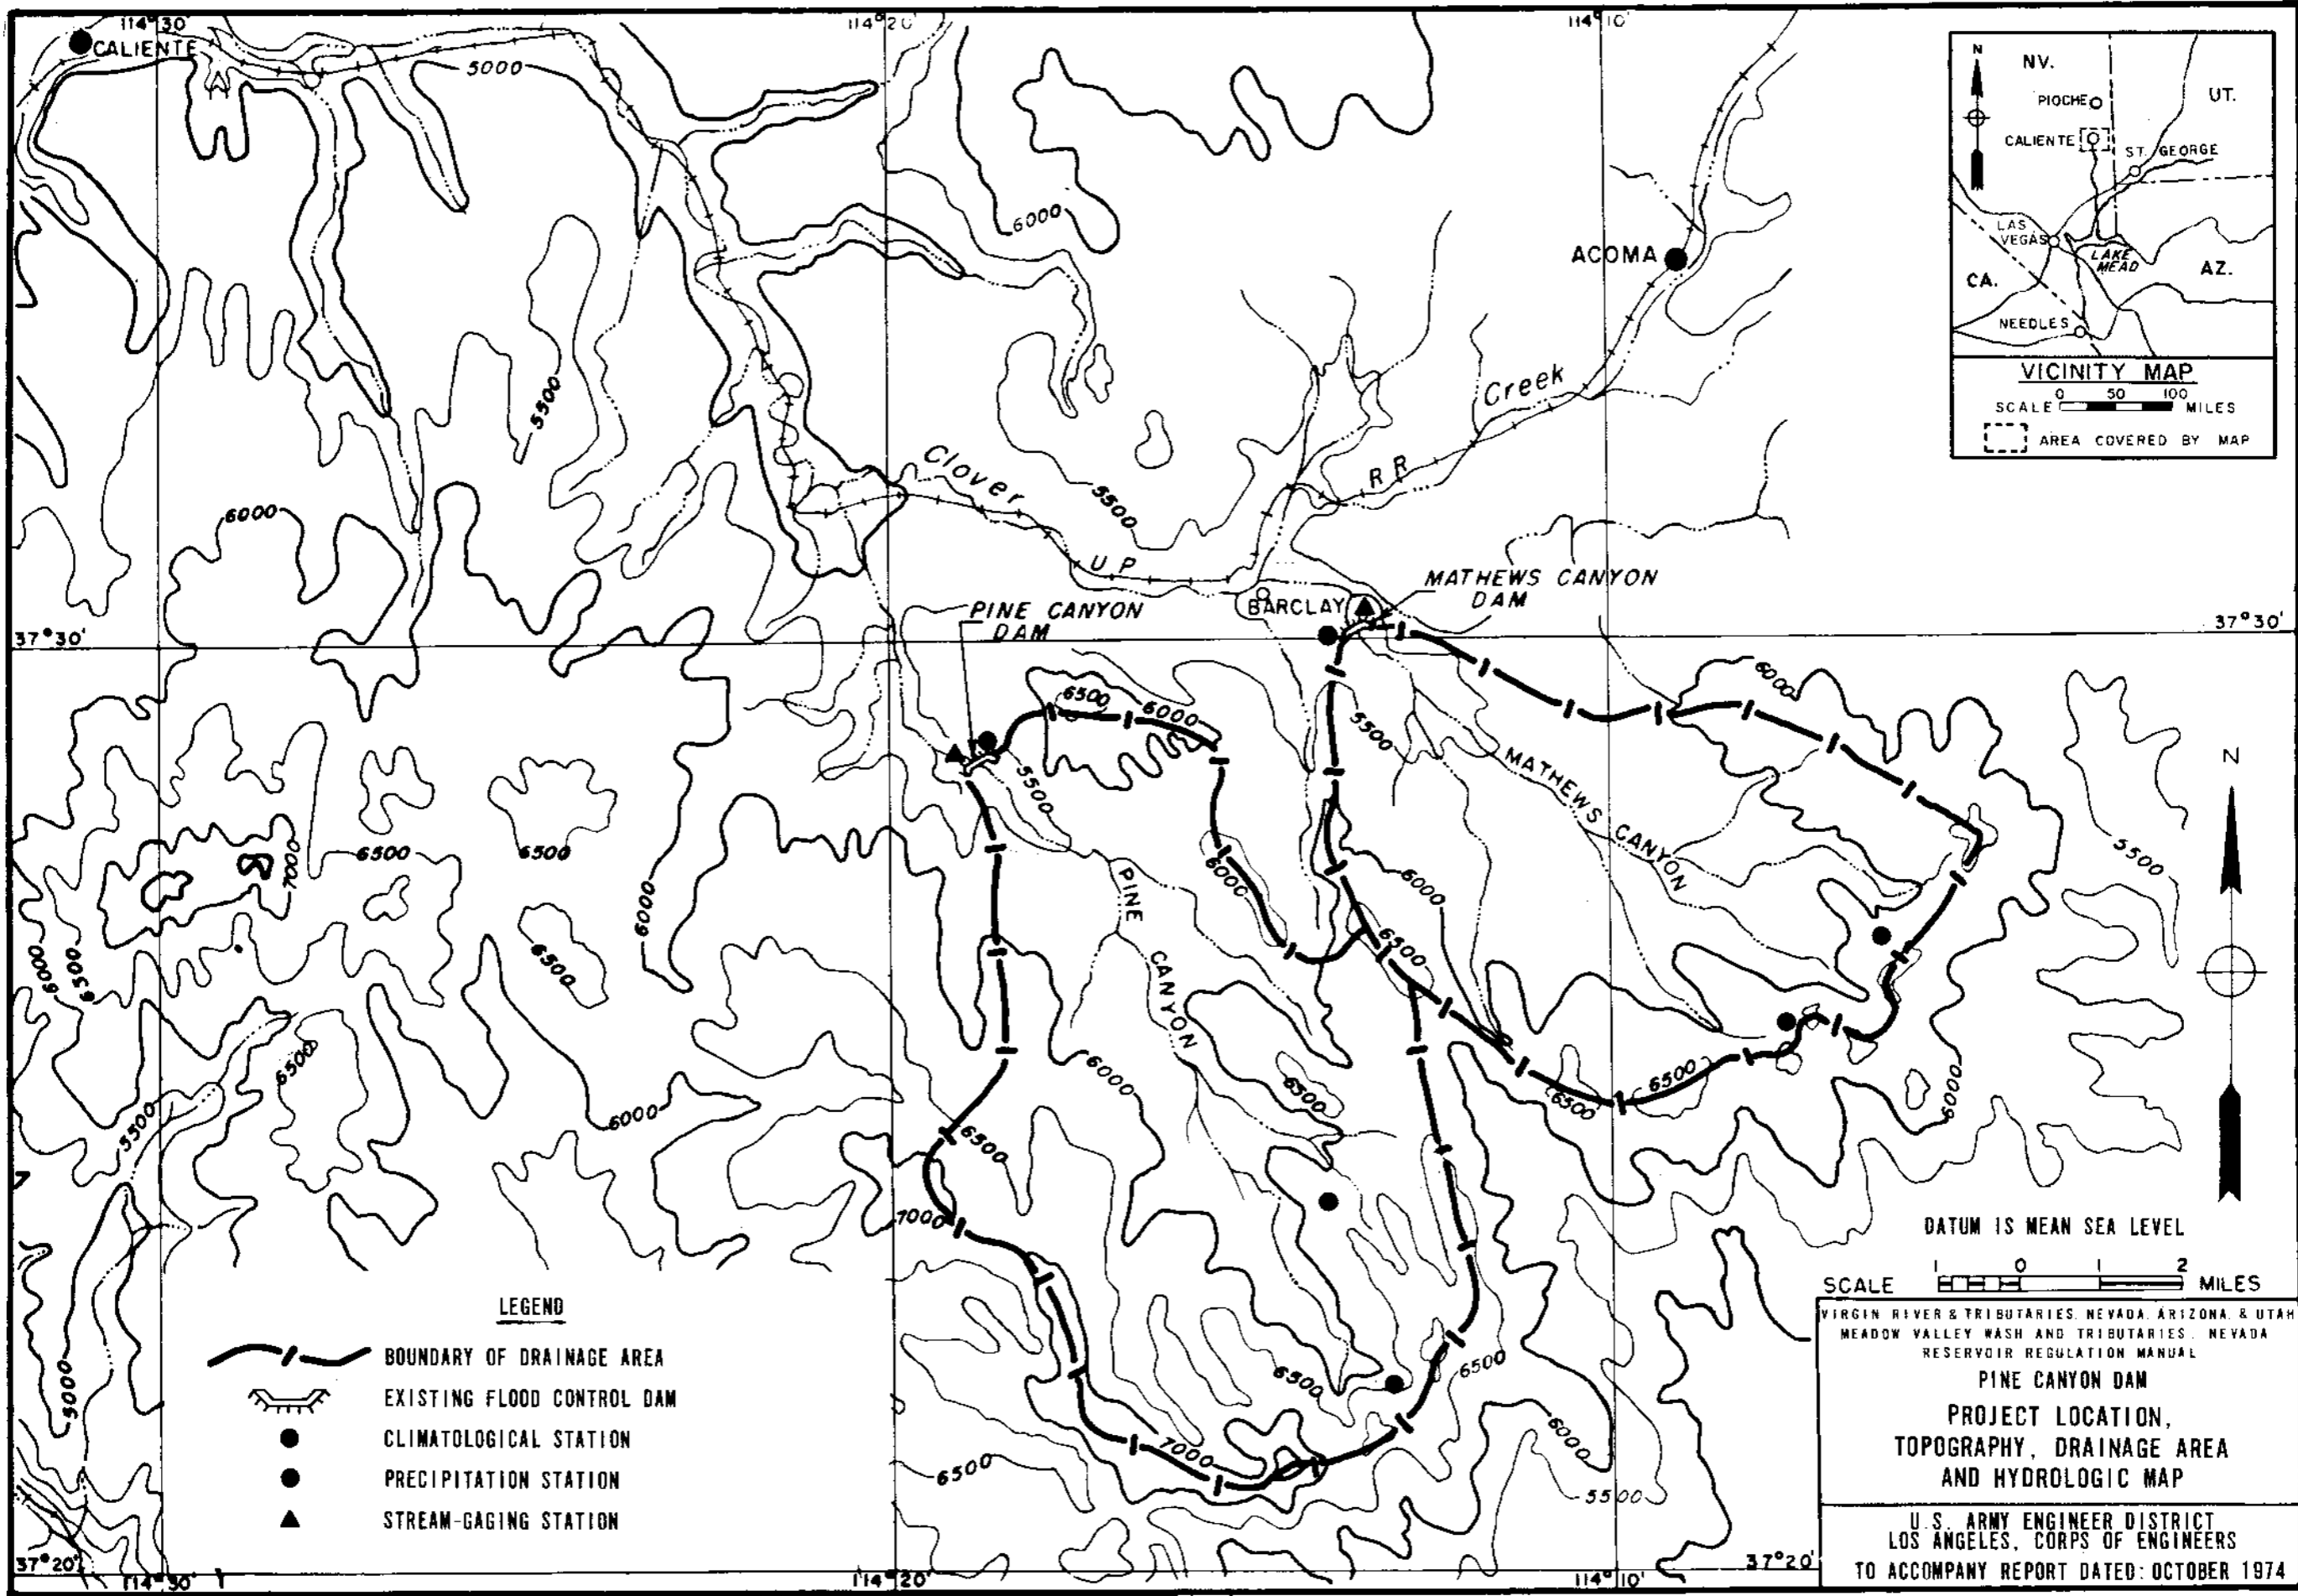 114°30'
114°20'
114°10'
CALIENTE
5000
6000
ACOMA
5500
Creek
RR
Clover
5500
6000
UP
MATHEWS CANYON
DAM
BARCLAY
PINE CANYON
DAM
37°30'
37°30'
6000
6500
6000
5500
MATHEWS CANYON
5500
5500
7000
6500
6500
6000
6000
6000
PINE CANYON
6500
6000
6500
6500
6500
6000
6500
6500
6500
6000
5500
6000
6500
7000
5000
6500
6500
7000
6500
6000
5500
37°20'
114°30'
114°20'
114°10'
37°20'
N
NV.
UT.
PIOCHE
CALIENTE
ST. GEORGE
LAS
VEGAS
LAKE
MEAD
AZ.
CA.
NEEDLES
VICINITY MAP
0 50 100
SCALE MILES
AREA COVERED BY MAP
N
DATUM IS MEAN SEA LEVEL
1 0 1 2
SCALE MILES
LEGEND
BOUNDARY OF DRAINAGE AREA
EXISTING FLOOD CONTROL DAM
CLIMATOLOGICAL STATION
PRECIPITATION STATION
STREAM-GAGING STATION
VIRGIN RIVER & TRIBUTARIES, NEVADA, ARIZONA, & UTAH
MEADOW VALLEY WASH AND TRIBUTARIES, NEVADA
RESERVOIR REGULATION MANUAL
PINE CANYON DAM
PROJECT LOCATION,
TOPOGRAPHY, DRAINAGE AREA
AND HYDROLOGIC MAP
U.S. ARMY ENGINEER DISTRICT
LOS ANGELES, CORPS OF ENGINEERS
TO ACCOMPANY REPORT DATED: OCTOBER 1974